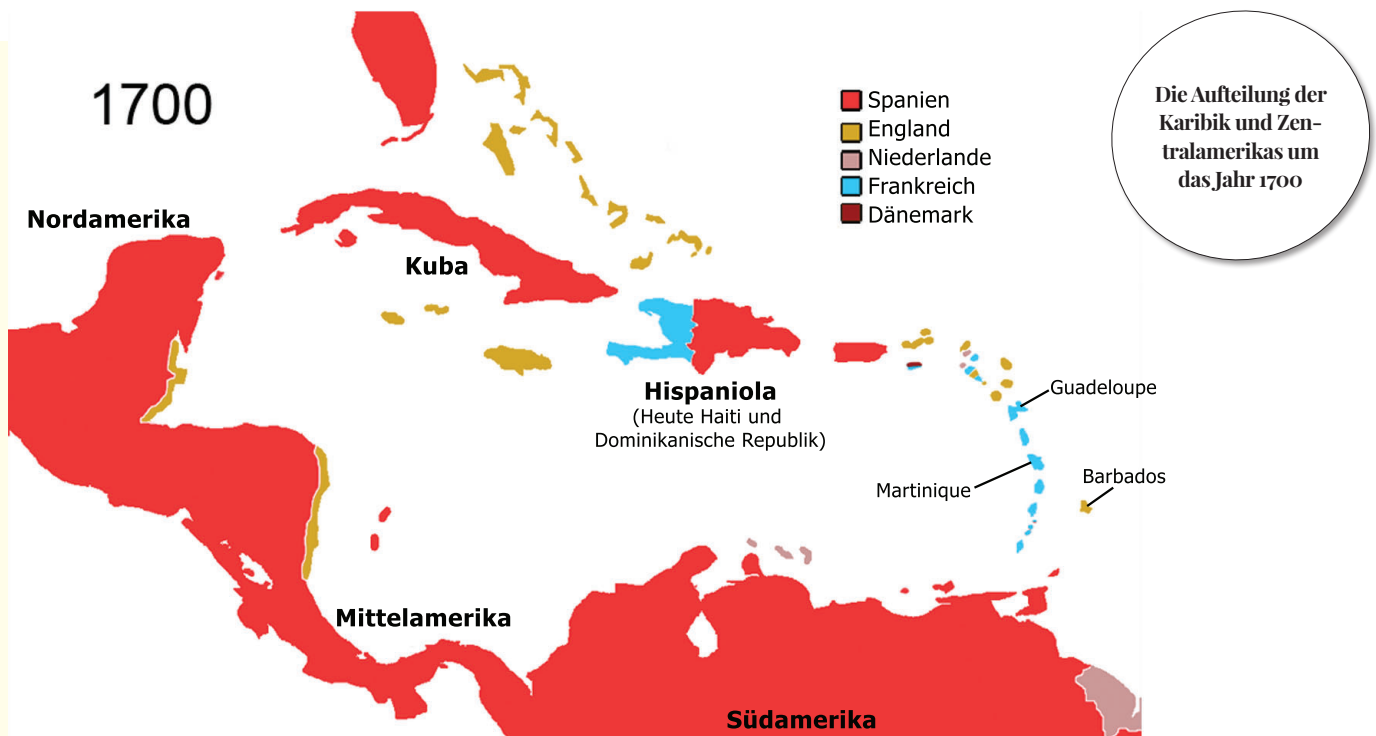 1700
Spanien
England
Niederlande
Frankreich
Dänemark
Die Aufteilung der
Karibik und Zen-
tralamerikas um
das Jahr 1700
Nordamerika
Kuba
Hispaniola
(Heute Haiti und
Dominikanische Republik)
Guadeloupe
Martinique
Barbados
Mittelamerika
Südamerika